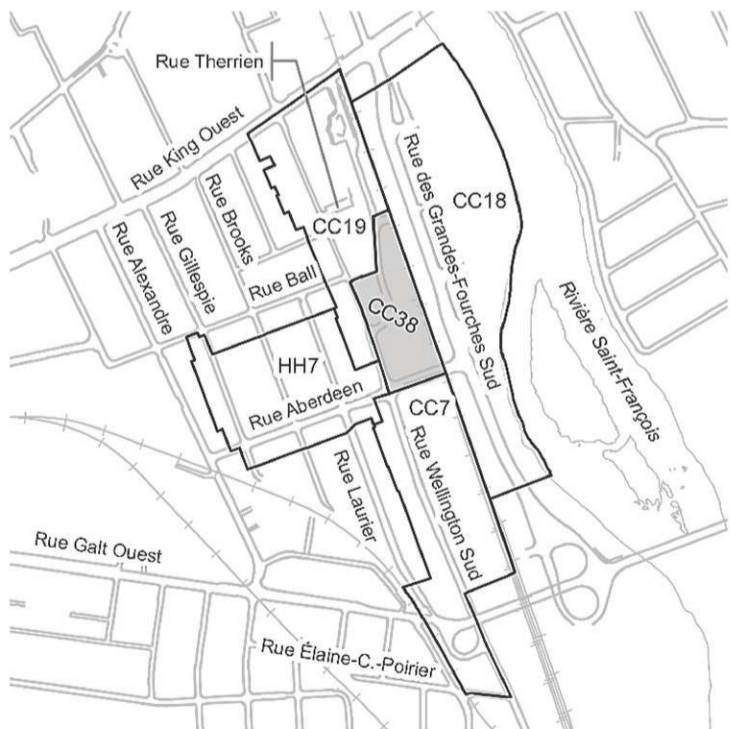 Rue Therrien
Rue King Ouest
Rue Brooks
Rue Gillespie
Rue Alexandre
CC19
Rue des Grandes-Fourches Sud
CC18
Rue Ball
CC38
Rivière Saint-François
HH7
Rue Aberdeen
CC7
Rue Laurier
Rue Wellington Sud
Rue Galt Ouest
Rue Élaine-C.-Poirier